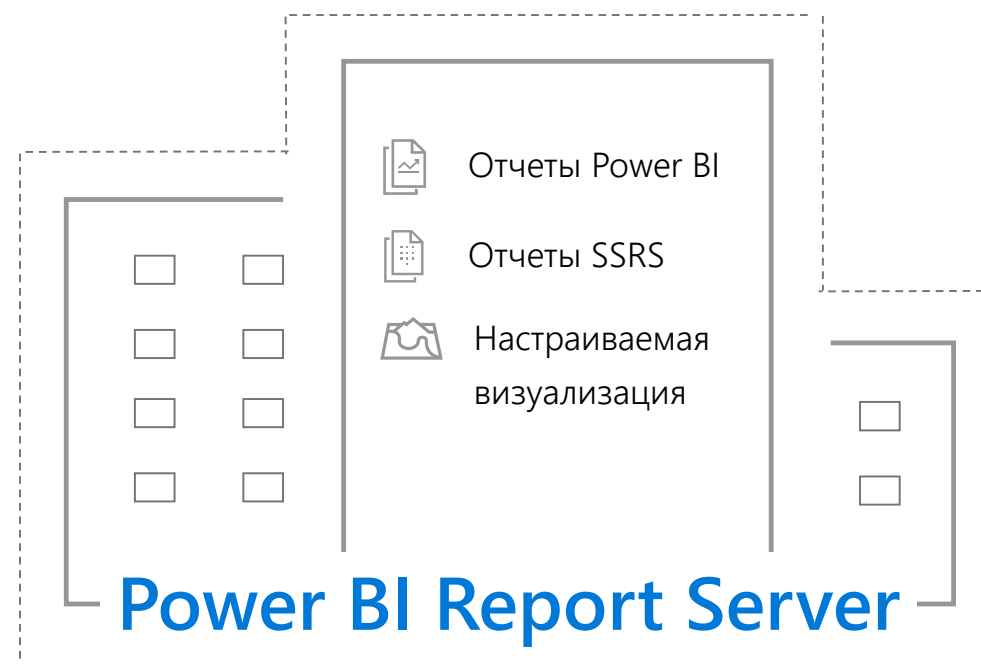 Отчеты Power BI
Отчеты SSRS
Настраиваемая
визуализация
Power BI Report Server